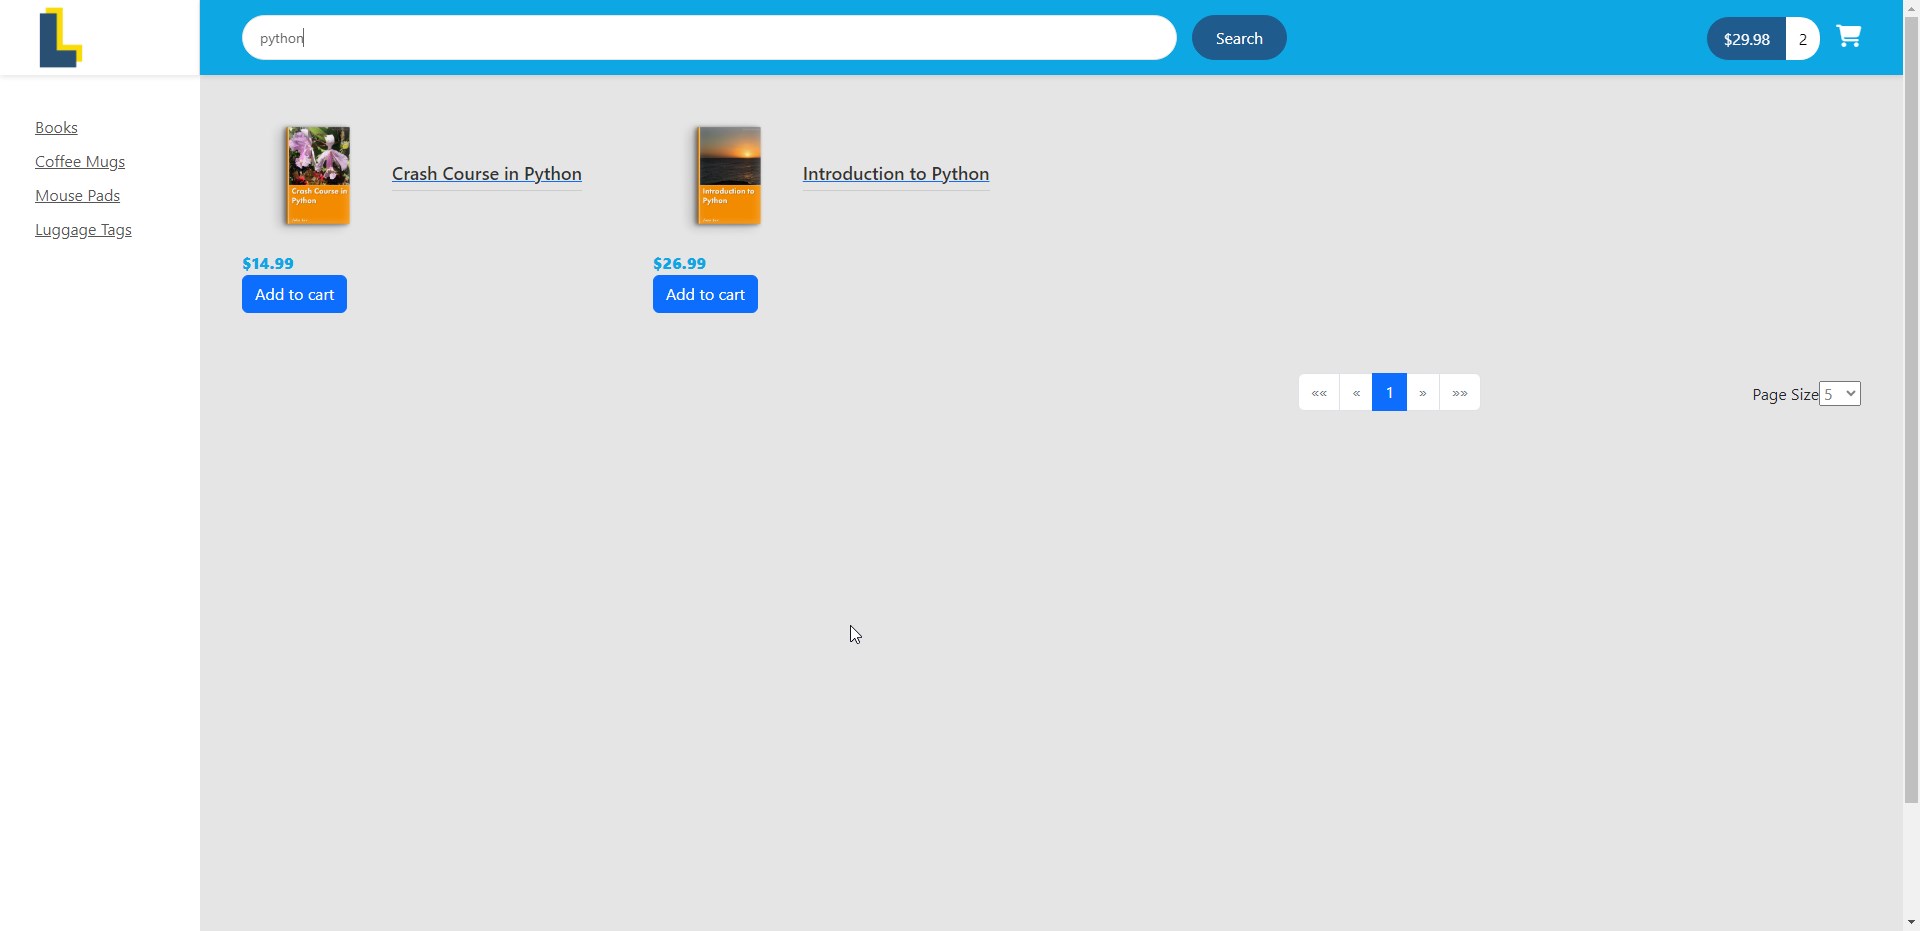 L
python
Search
$29.98
2
Books
Coffee Mugs
Mouse Pads
Luggage Tags
Crash Course in
Python
Crash Course in Python
$14.99
Add to cart
Introduction to
Python
Introduction to Python
$26.99
Add to cart
«« « 1 » »»
Page Size 5